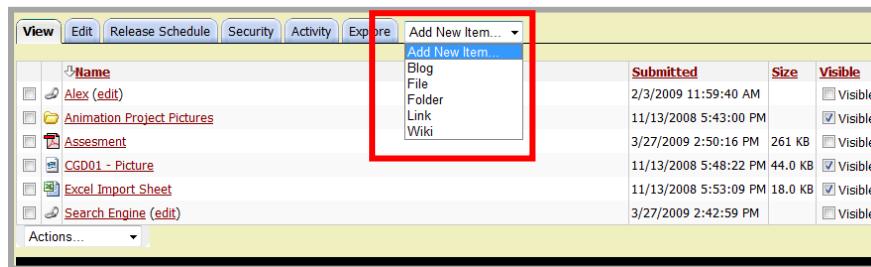 View Edit Release Schedule Security Activity Explore Add New Item...
Add New Item...
Blog
File
Folder
Link
Wiki
Name Submitted Size Visible
Alex (edit) 2/3/2009 11:59:40 AM Visible
Animation Project Pictures 11/13/2008 5:43:00 PM Visible
Assesment 3/27/2009 2:50:16 PM 261 KB Visible
CGD01 - Picture 11/13/2008 5:48:22 PM 44.0 KB Visible
Excel Import Sheet 11/13/2008 5:53:09 PM 18.0 KB Visible
Search Engine (edit) 3/27/2009 2:42:59 PM Visible
Actions...